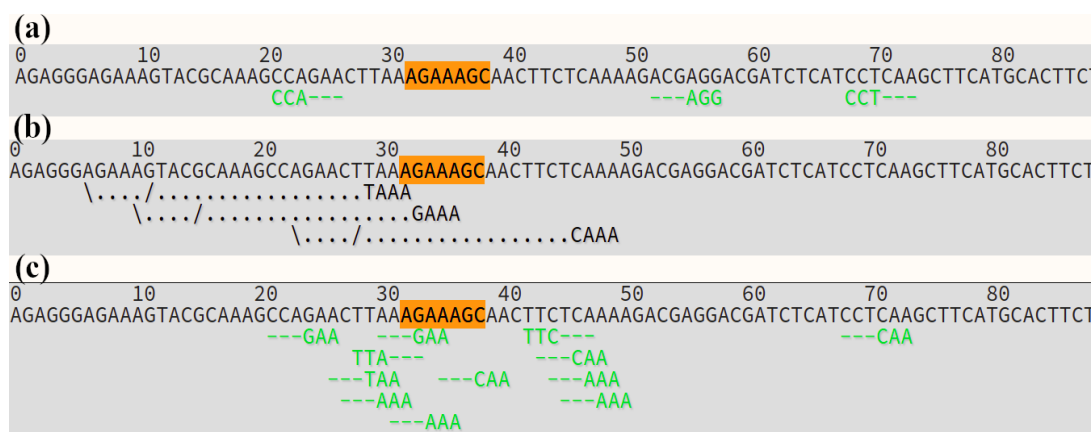 (a)
0 10 20 30 40 50 60 70 80
AGAGGGAGAAAGTACGCAAAGCCAGAACTTAAAGAAAGCAACTTCTCAAAAGACGAGGACGATCTCATCCTCAAGCTTCATGCACTTCT
CCA--- ---AGG CCT---
(b)
0 10 20 30 40 50 60 70 80
AGAGGGAGAAAGTACGCAAAGCCAGAACTTAAAGAAAGCAACTTCTCAAAAGACGAGGACGATCTCATCCTCAAGCTTCATGCACTTCT
\..../.................TAAA
\..../.................GAAA
\..../.................CAAA
(c)
0 10 20 30 40 50 60 70 80
AGAGGGAGAAAGTACGCAAAGCCAGAACTTAAAGAAAGCAACTTCTCAAAAGACGAGGACGATCTCATCCTCAAGCTTCATGCACTTCT
---GAA ---GAA TTC--- ---CAA
TTA--- ---CAA
---TAA ---CAA ---AAA
---AAA ---AAA
---AAA